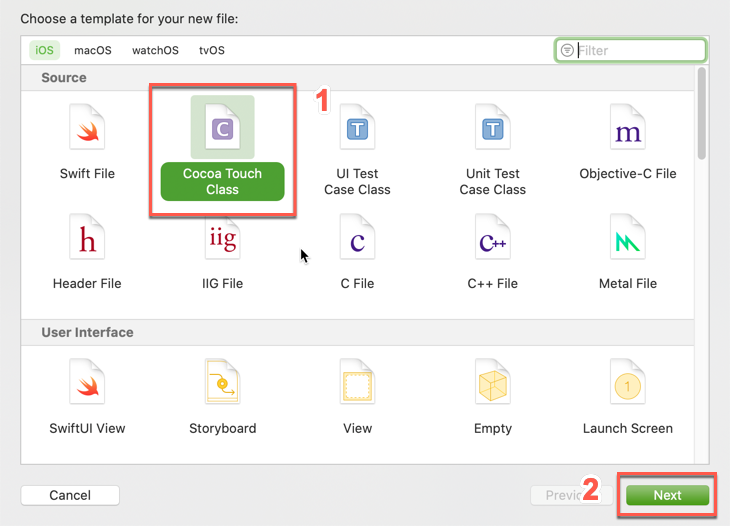 Choose a template for your new file:
iOS macOS watchOS tvOS Filter
Source
1
C T T m
Swift File Cocoa Touch Class UI Test Case Class Unit Test Case Class Objective-C File
h iig c c++
Header File IIG File C File C++ File Metal File
User Interface
1
SwiftUI View Storyboard View Empty Launch Screen
2
Cancel Previ Next